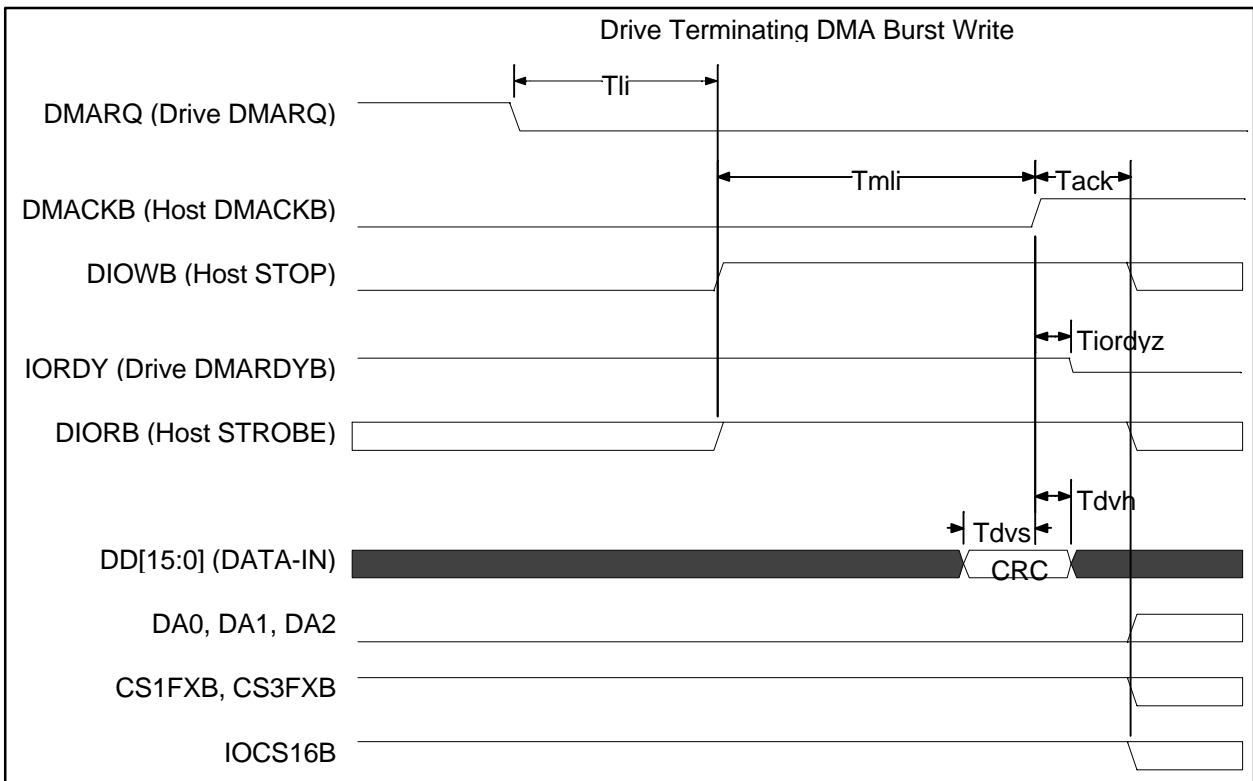 Drive Terminating DMA Burst Write
Tli
DMARQ (Drive DMARQ)
Tmli
Tack
DMACKB (Host DMACKB)
DIOWB (Host STOP)
Tiordyz
IORDY (Drive DMARDYB)
DIORB (Host STROBE)
Tdvh
Tdvs
DD[15:0] (DATA-IN)
CRC
DA0, DA1, DA2
CS1FXB, CS3FXB
IOCS16B